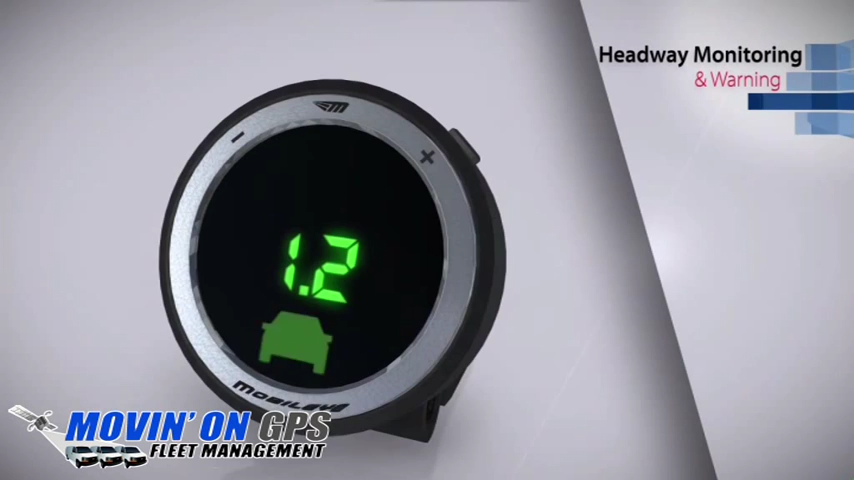 Headway Monitoring
& Warning
- +
1.2
MOBILEYE
MOVIN' ON GPS
FLEET MANAGEMENT